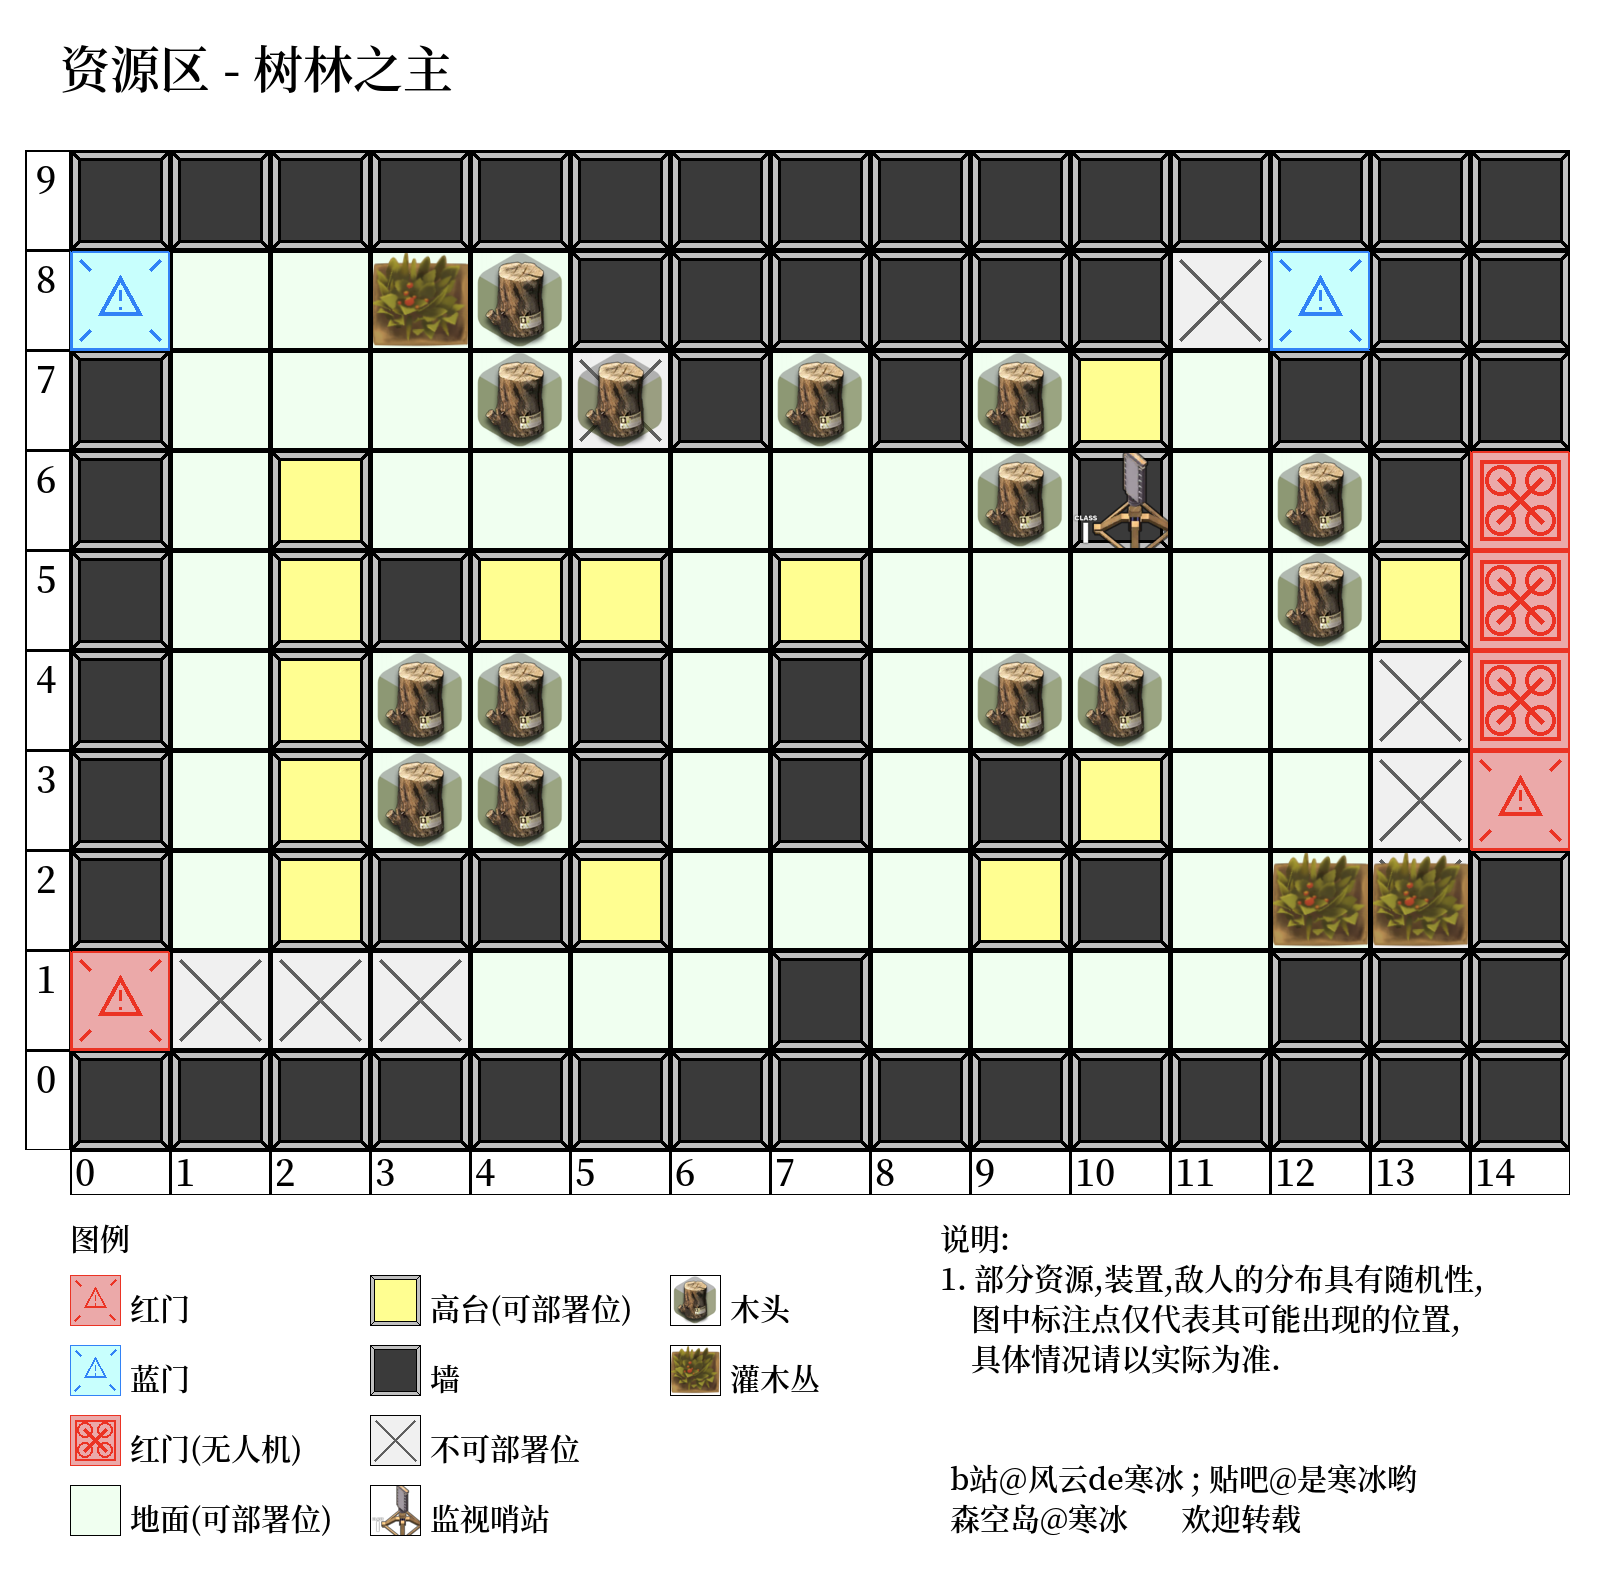 资源区 - 树林之主
9
8
7
6
CLASS
I
5
4
3
2
1
0
0 1 2 3 4 5 6 7 8 9 10 11 12 13 14
图例
红门
高台(可部署位)
木头
蓝门
墙
灌木丛
红门(无人机)
不可部署位
地面(可部署位)
监视哨站
说明:
1. 部分资源,装置,敌人的分布具有随机性,
图中标注点仅代表其可能出现的位置,
具体情况请以实际为准.
b站@风云de寒冰 ; 贴吧@是寒冰哟
森空岛@寒冰 欢迎转载